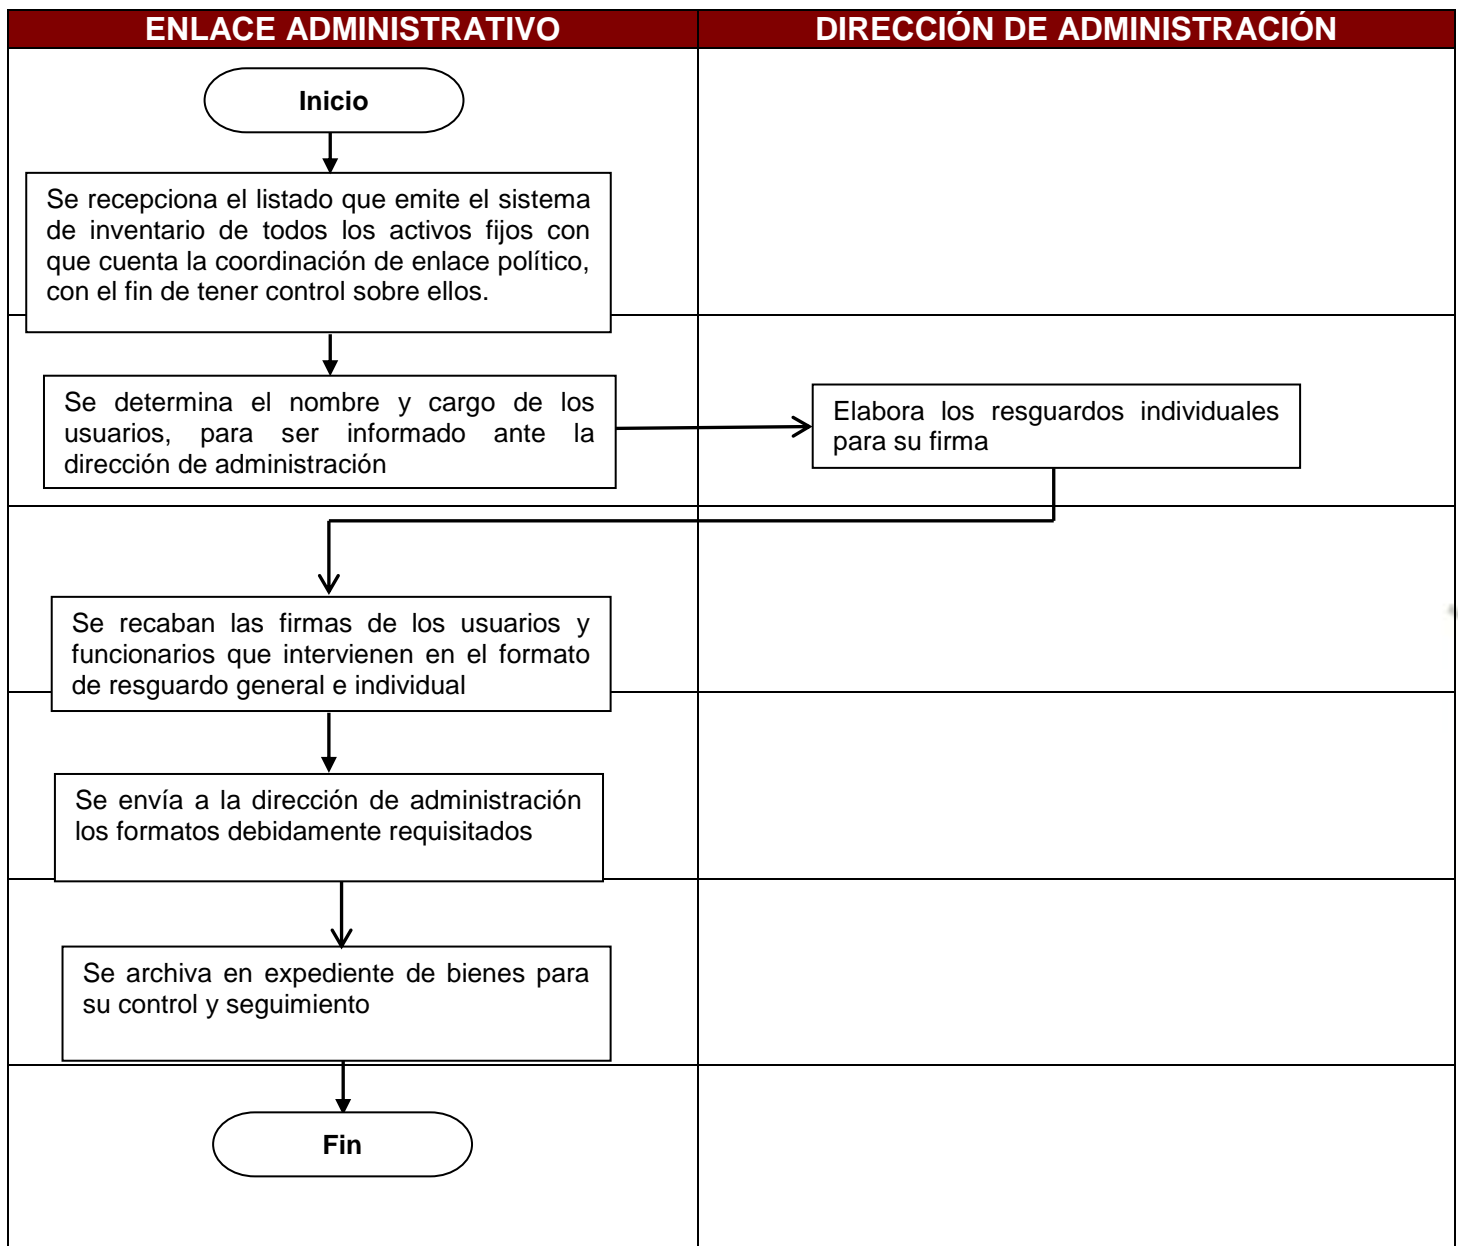 ENLACE ADMINISTRATIVO
DIRECCIÓN DE ADMINISTRACIÓN
Inicio
Se recepciona el listado que emite el sistema
de inventario de todos los activos fijos con
que cuenta la coordinación de enlace político,
con el fin de tener control sobre ellos.
Se determina el nombre y cargo de los
usuarios, para ser informado ante la
dirección de administración
Elabora los resguardos individuales
para su firma
Se recaban las firmas de los usuarios y
funcionarios que intervienen en el formato
de resguardo general e individual
Se envía a la dirección de administración
los formatos debidamente requisitados
Se archiva en expediente de bienes para
su control y seguimiento
Fin